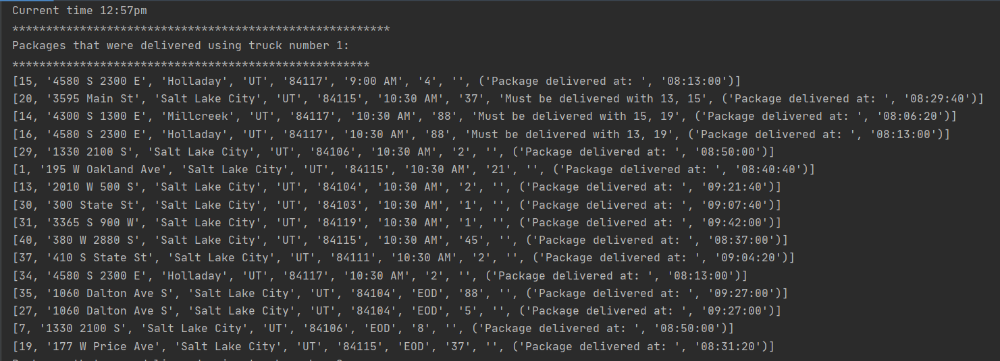 Current time 12:57pm
********************************************************
Packages that were delivered using truck number 1:
*****************************************************
[15, '4580 S 2300 E', 'Holladay', 'UT', '84117', '9:00 AM', '4', '', ('Package delivered at: ', '08:13:00')]
[20, '3595 Main St', 'Salt Lake City', 'UT', '84115', '10:30 AM', '37', 'Must be delivered with 13, 15', ('Package delivered at: ', '08:29:40')]
[14, '4300 S 1300 E', 'Millcreek', 'UT', '84117', '10:30 AM', '88', 'Must be delivered with 15, 19', ('Package delivered at: ', '08:06:20')]
[16, '4580 S 2300 E', 'Holladay', 'UT', '84117', '10:30 AM', '88', 'Must be delivered with 13, 19', ('Package delivered at: ', '08:13:00')]
[29, '1330 2100 S', 'Salt Lake City', 'UT', '84106', '10:30 AM', '2', '', ('Package delivered at: ', '08:50:00')]
[1, '195 W Oakland Ave', 'Salt Lake City', 'UT', '84115', '10:30 AM', '21', '', ('Package delivered at: ', '08:40:40')]
[13, '2010 W 500 S', 'Salt Lake City', 'UT', '84104', '10:30 AM', '2', '', ('Package delivered at: ', '09:21:40')]
[30, '300 State St', 'Salt Lake City', 'UT', '84103', '10:30 AM', '1', '', ('Package delivered at: ', '09:07:40')]
[31, '3365 S 900 W', 'Salt Lake City', 'UT', '84119', '10:30 AM', '1', '', ('Package delivered at: ', '09:42:00')]
[40, '380 W 2880 S', 'Salt Lake City', 'UT', '84115', '10:30 AM', '45', '', ('Package delivered at: ', '08:37:00')]
[37, '410 S State St', 'Salt Lake City', 'UT', '84111', '10:30 AM', '2', '', ('Package delivered at: ', '09:04:20')]
[34, '4580 S 2300 E', 'Holladay', 'UT', '84117', '10:30 AM', '2', '', ('Package delivered at: ', '08:13:00')]
[35, '1060 Dalton Ave S', 'Salt Lake City', 'UT', '84104', 'EOD', '88', '', ('Package delivered at: ', '09:27:00')]
[27, '1060 Dalton Ave S', 'Salt Lake City', 'UT', '84104', 'EOD', '5', '', ('Package delivered at: ', '09:27:00')]
[7, '1330 2100 S', 'Salt Lake City', 'UT', '84106', 'EOD', '8', '', ('Package delivered at: ', '08:50:00')]
[19, '177 W Price Ave', 'Salt Lake City', 'UT', '84115', 'EOD', '37', '', ('Package delivered at: ', '08:31:20')]